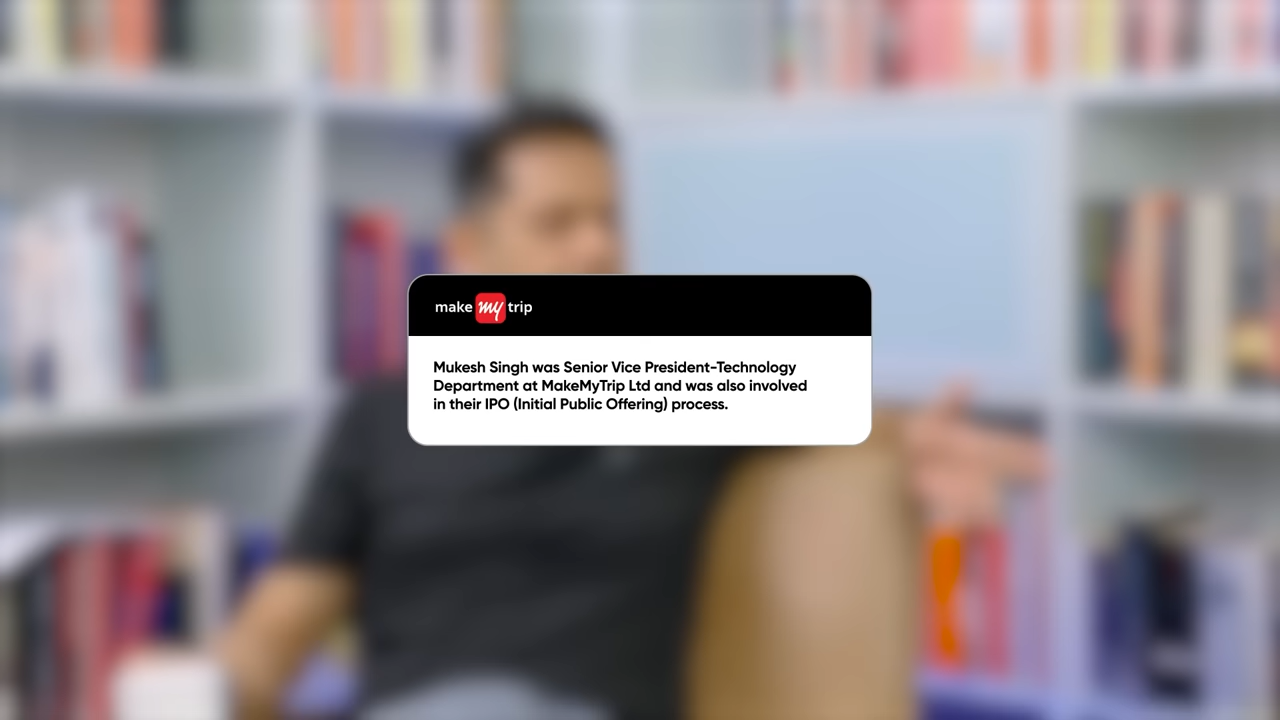 make my trip
Mukesh Singh was Senior Vice President-Technology
Department at MakeMyTrip Ltd and was also involved
in their IPO (Initial Public Offering) process.